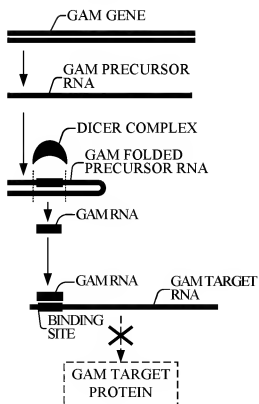 GAM GENE
GAM PRECURSOR
RNA
DICER COMPLEX
GAM FOLDED
PRECURSOR RNA
GAM RNA
GAM RNA
GAM TARGET
RNA
BINDING
SITE
GAM TARGET
PROTEIN